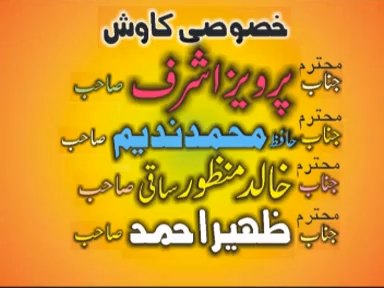 خصوصی کاوش
محترم جناب پرویز اشرف صاحب
محترم جناب حافظ محمد ندیم صاحب
محترم جناب خالد منظور ساقی صاحب
محترم جناب ظہیر احمد صاحب